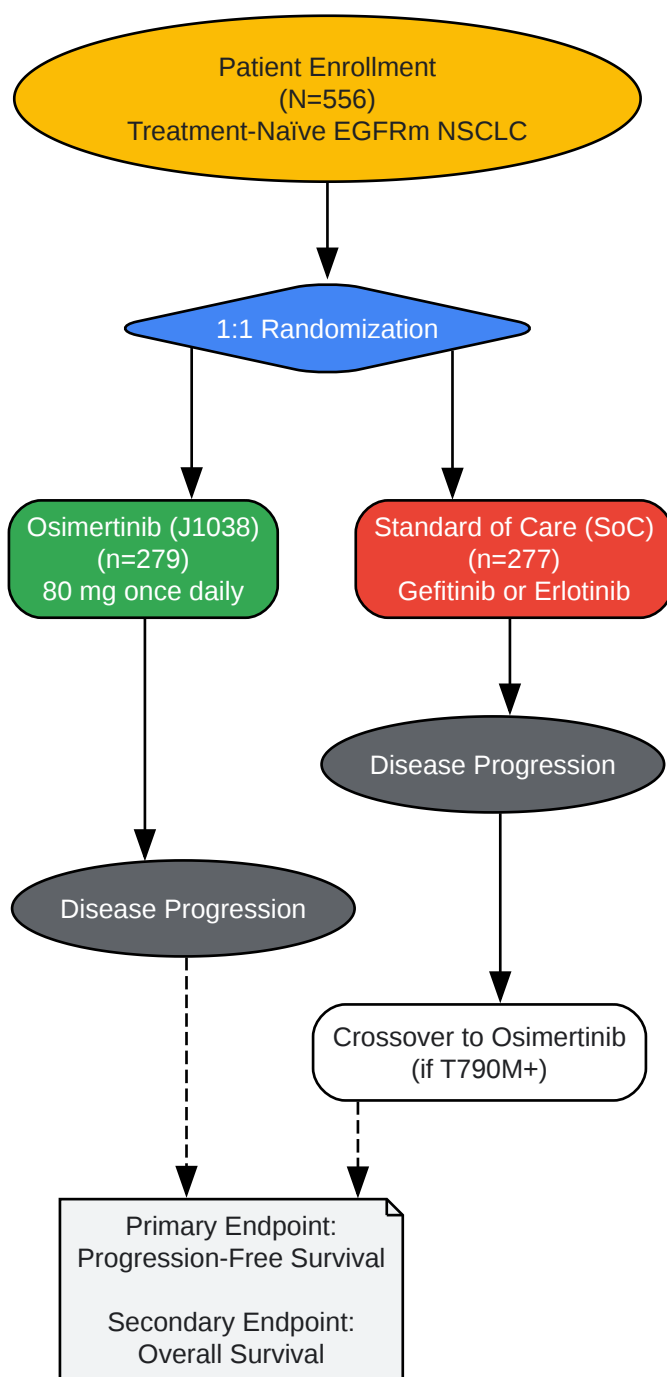 Patient Enrollment
(N=556)
Treatment-Naïve EGFRm NSCLC
1:1 Randomization
Osimertinib (J1038)
(n=279)
80 mg once daily
Standard of Care (SoC)
(n=277)
Gefitinib or Erlotinib
Disease Progression
Disease Progression
Crossover to Osimertinib
(if T790M+)
Primary Endpoint:
Progression-Free Survival
Secondary Endpoint:
Overall Survival